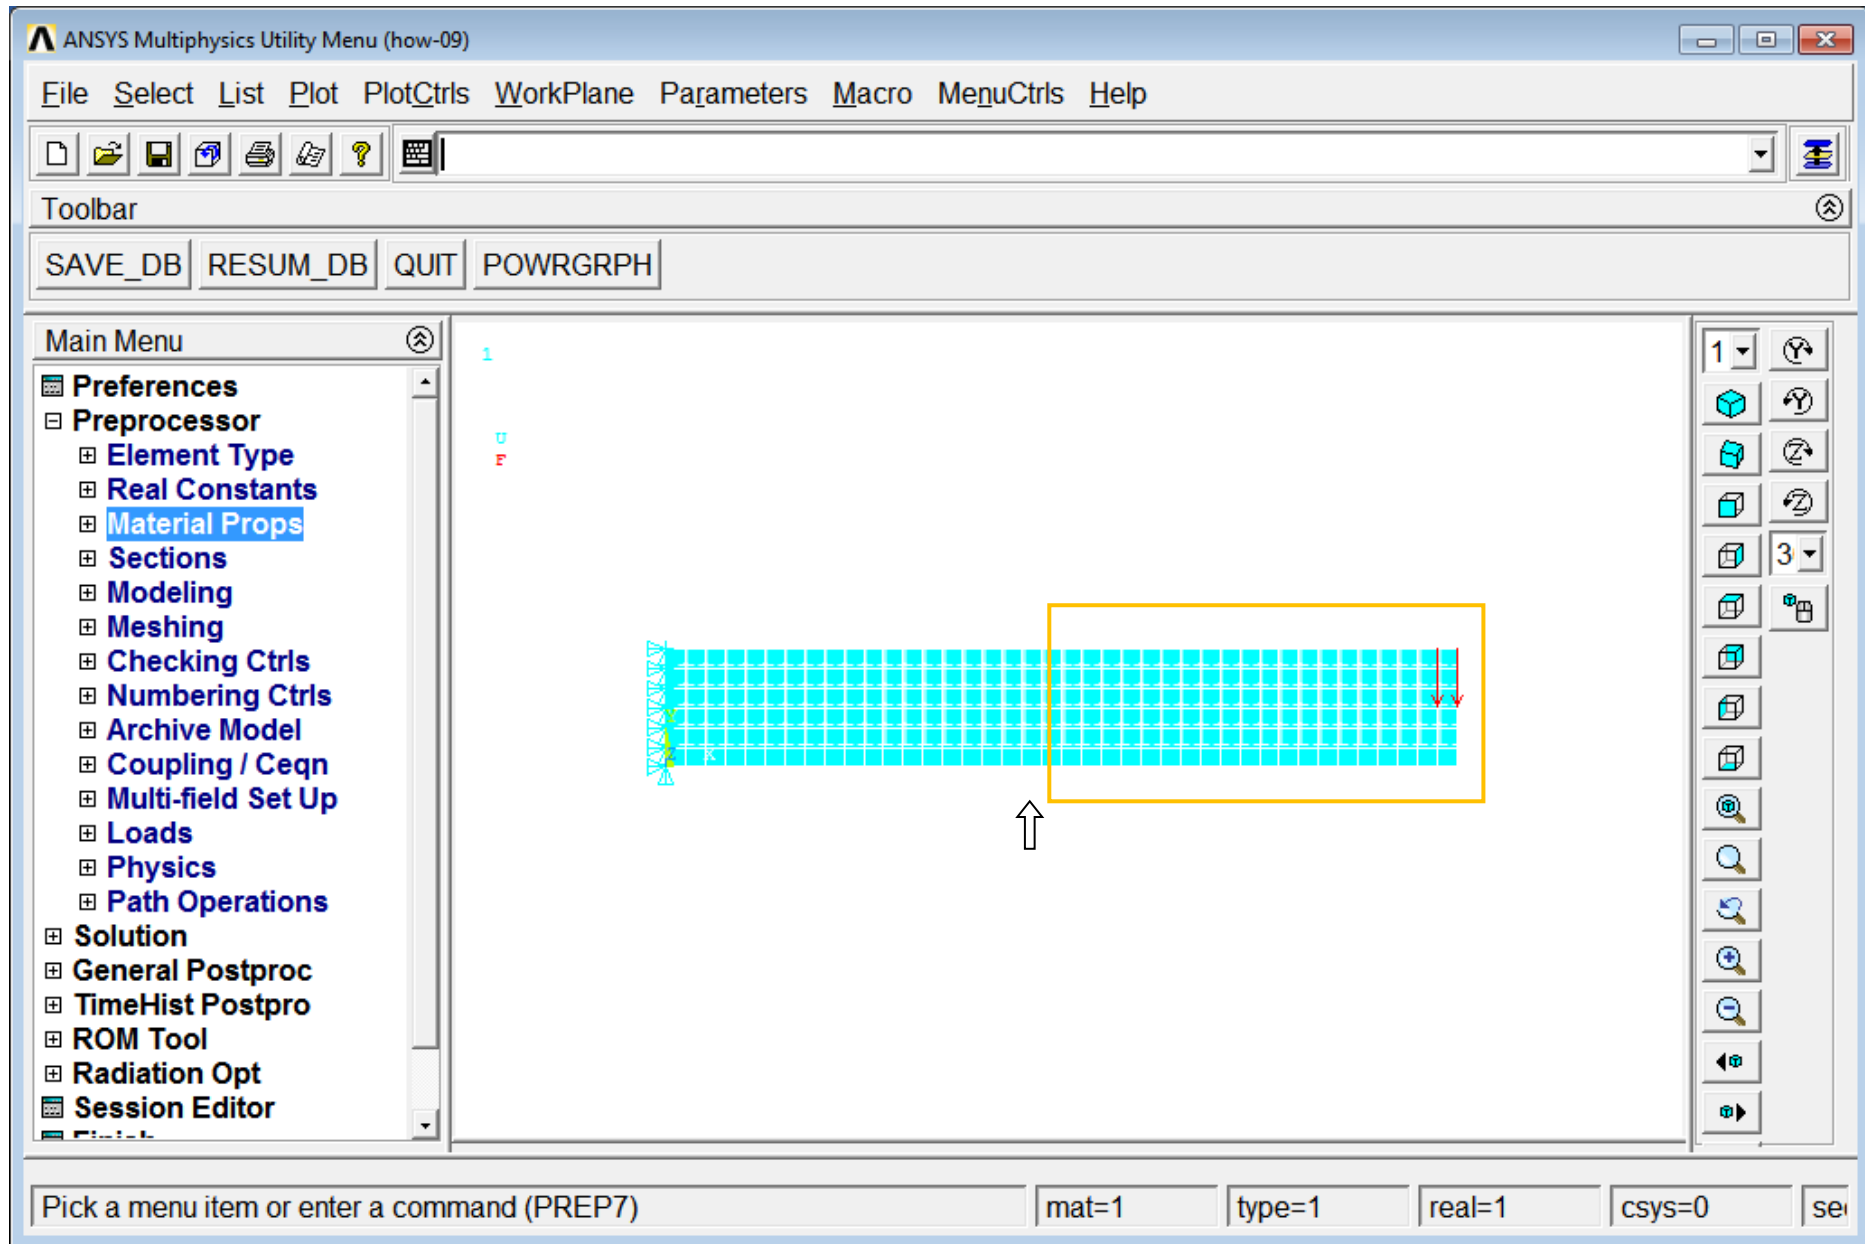 ANSYS Multiphysics Utility Menu (how-09)
File Select List Plot PlotCtrls WorkPlane Parameters Macro MenuCtrls Help
Toolbar
SAVE_DB RESUM_DB QUIT POWRGRPH
Main Menu
Preferences
Preprocessor
Element Type
Real Constants
Material Props
Sections
Modeling
Meshing
Checking Ctrls
Numbering Ctrls
Archive Model
Coupling / Ceqn
Multi-field Set Up
Loads
Physics
Path Operations
Solution
General Postproc
TimeHist Postpro
ROM Tool
Radiation Opt
Session Editor
1
U
F
Y
Z X
1
3
Pick a menu item or enter a command (PREP7) mat=1 type=1 real=1 csys=0